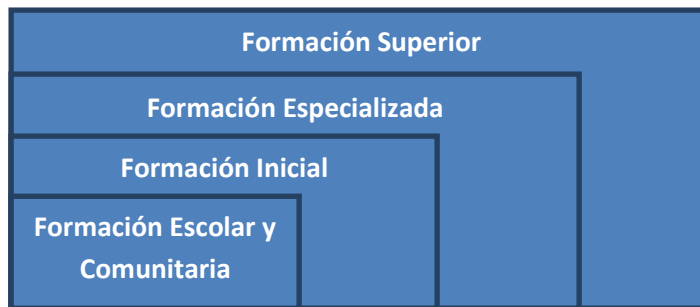 Formación Superior
Formación Especializada
Formación Inicial
Formación Escolar y
Comunitaria